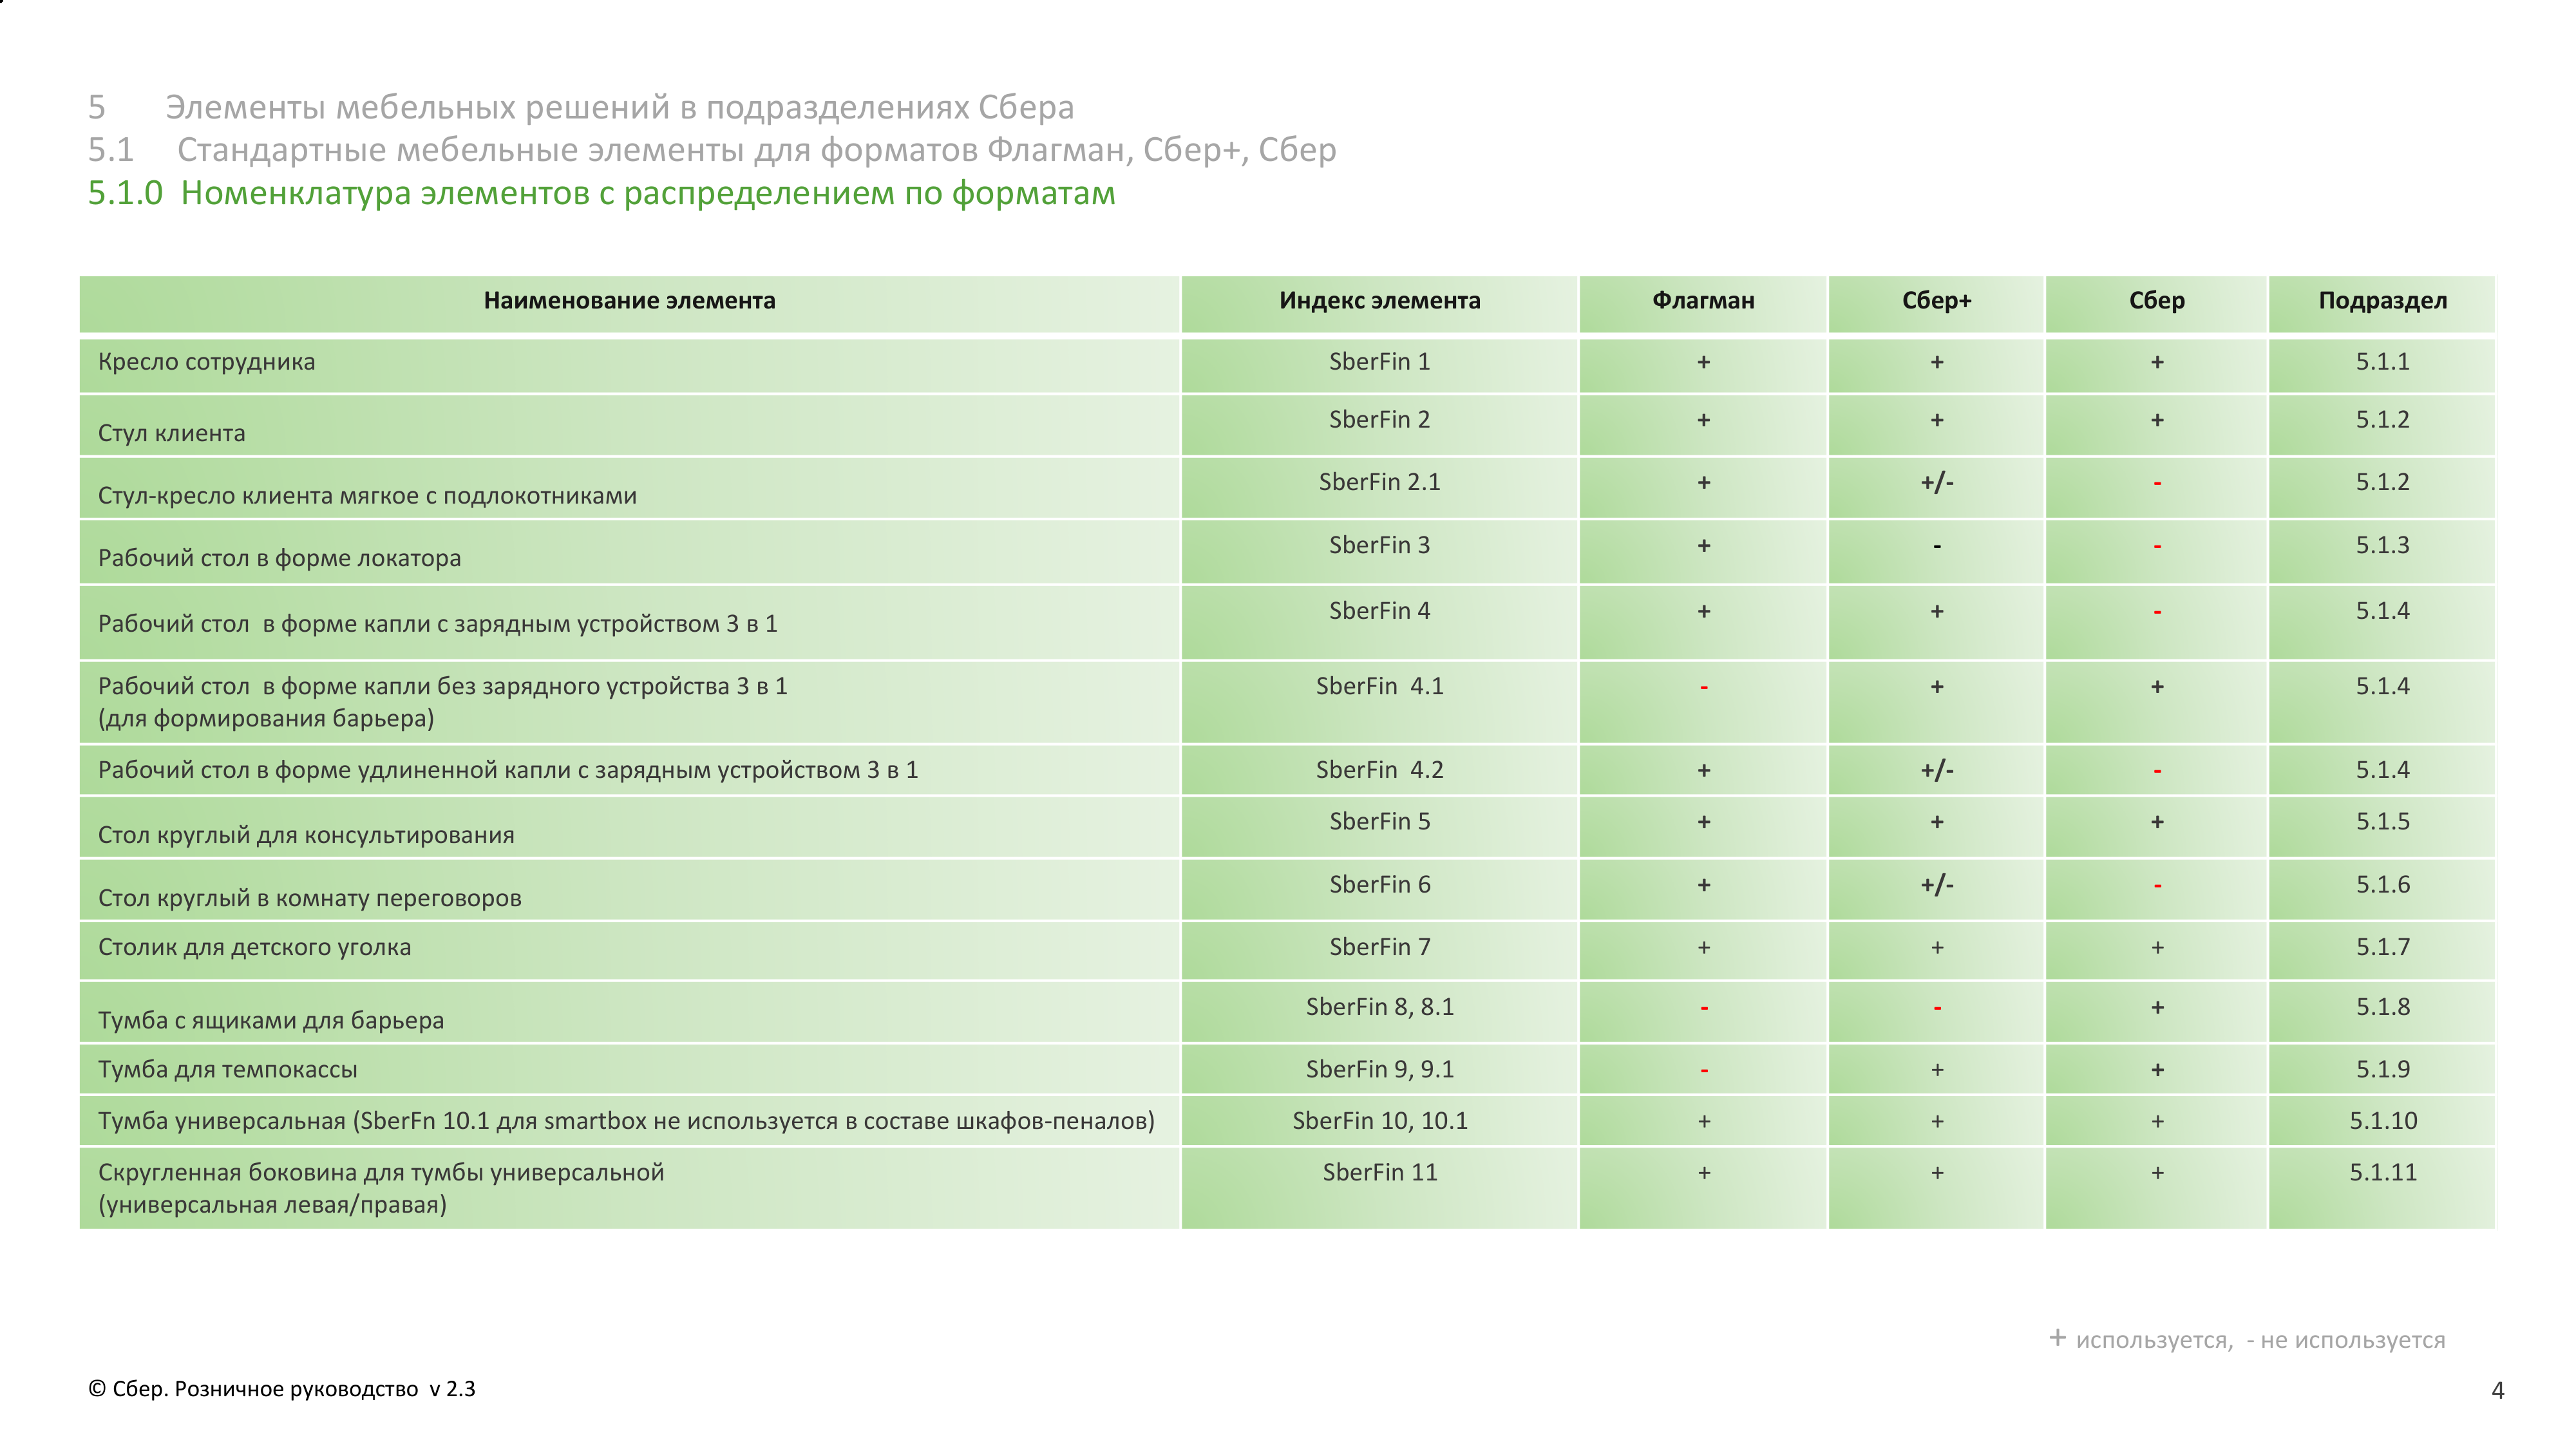 5 Элементы мебельных решений в подразделениях Сбера
5.1 Стандартные мебельные элементы для форматов Флагман, Сбер+, Сбер
5.1.0 Номенклатура элементов с распределением по форматам
Наименование элемента Индекс элемента Флагман Сбер+ Сбер Подраздел
Кресло сотрудника SberFin 1 + + + 5.1.1
Стул клиента SberFin 2 + + + 5.1.2
Стул-кресло клиента мягкое с подлокотниками SberFin 2.1 + +/- - 5.1.2
Рабочий стол в форме локатора SberFin 3 + - - 5.1.3
Рабочий стол в форме капли с зарядным устройством 3 в 1 SberFin 4 + + - 5.1.4
Рабочий стол в форме капли без зарядного устройства 3 в 1 SberFin 4.1 - + + 5.1.4
(для формирования барьера)
Рабочий стол в форме удлиненной капли с зарядным устройством 3 в 1 SberFin 4.2 + +/- - 5.1.4
Стол круглый для консультирования SberFin 5 + + + 5.1.5
Стол круглый в комнату переговоров SberFin 6 + +/- - 5.1.6
Столик для детского уголка SberFin 7 + + + 5.1.7
Тумба с ящиками для барьера SberFin 8, 8.1 - - + 5.1.8
Тумба для темпокассы SberFin 9, 9.1 - + + 5.1.9
Тумба универсальная (SberFn 10.1 для smartbox не используется в составе шкафов-пеналов) SberFin 10, 10.1 + + + 5.1.10
Скругленная боковина для тумбы универсальной SberFin 11 + + + 5.1.11
(универсальная левая/правая)
+ используется, - не используется
© Сбер. Розничное руководство v 2.3
4